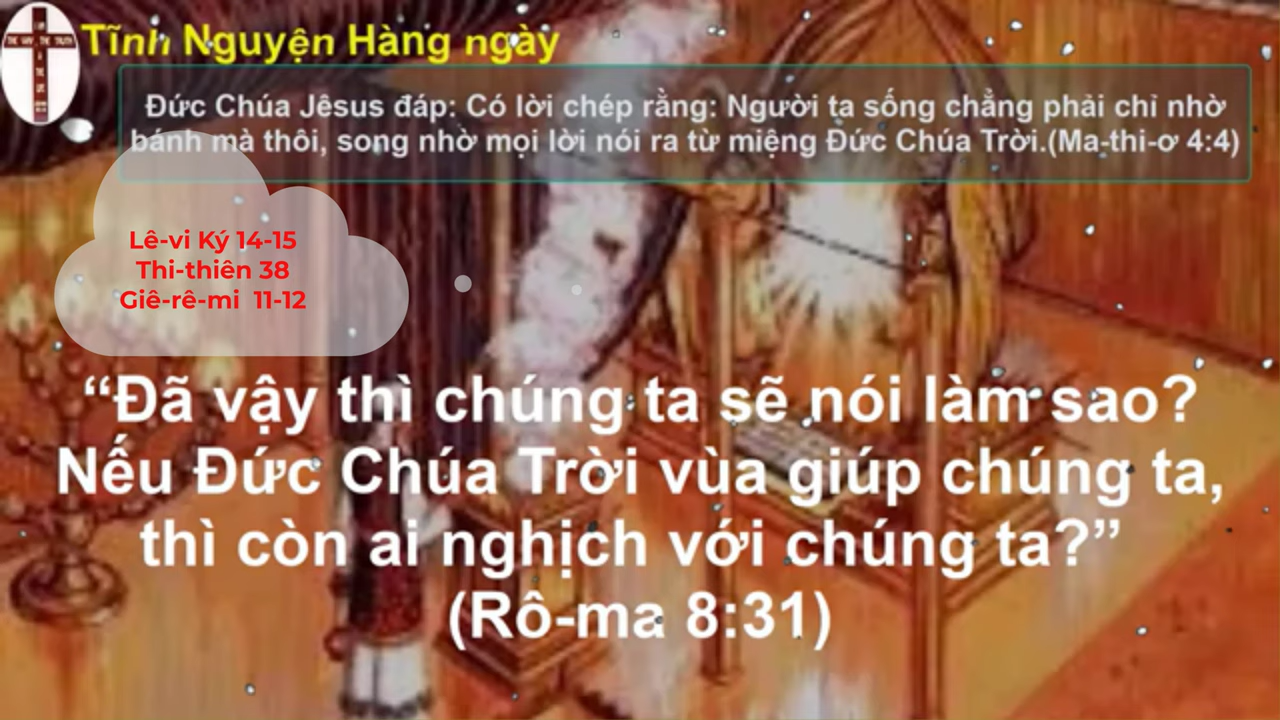 Tĩnh Nguyện Hàng ngày
Đức Chúa Jêsus đáp: Có lời chép rằng: Người ta sống chẳng phải chỉ nhờ
bánh mà thôi, song nhờ mọi lời nói ra từ miệng Đức Chúa Trời.(Ma-thi-ơ 4:4)
Lê-vi Ký 14-15
Thi-thiên 38
Giê-rê-mi 11-12
“Đã vậy thì chúng ta sẽ nói làm sao?
Nếu Đức Chúa Trời vùa giúp chúng ta,
thì còn ai nghịch với chúng ta?”
(Rô-ma 8:31)